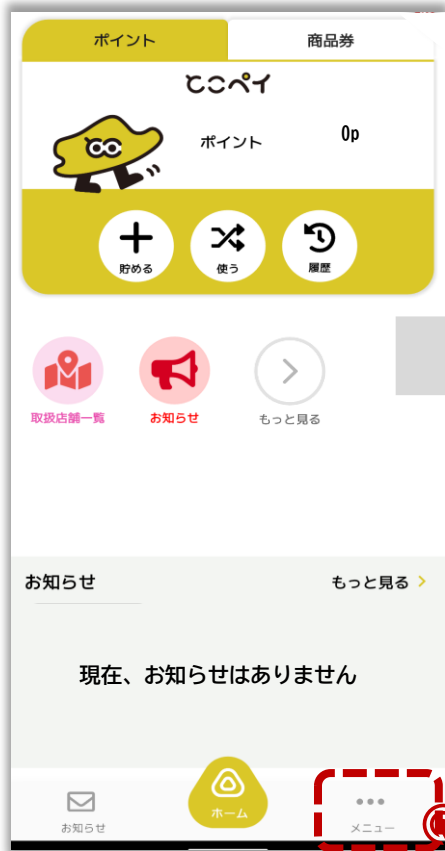 ポイント 商品券
とこペイ
ポイント 0p
貯める 使う 履歴
取扱店舗一覧 お知らせ もっと見る
お知らせ もっと見る
現在、お知らせはありません
お知らせ ホーム メニュー